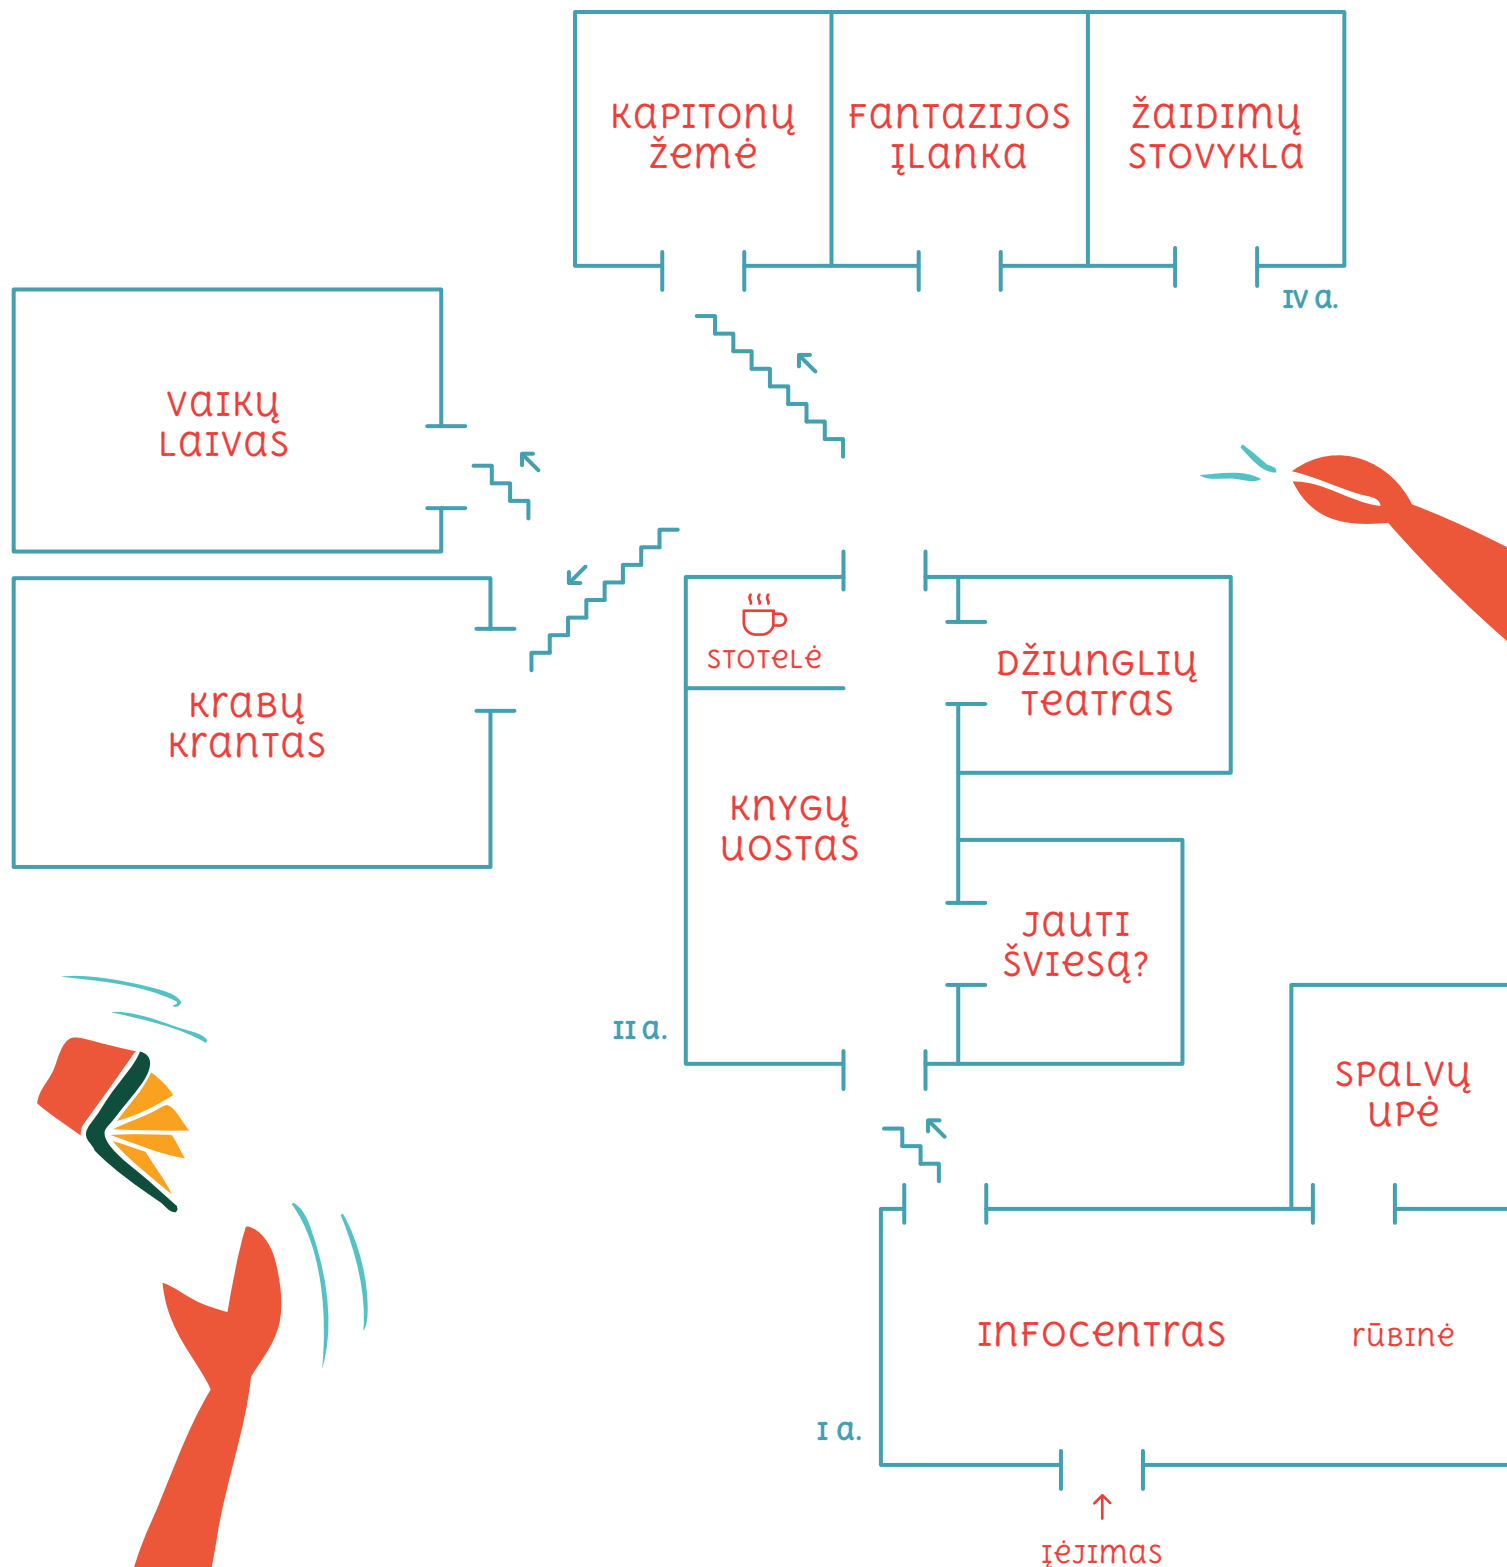 KAPITONŲ
ŽEMĖ
FANTAZIJOS
ĮLANKA
ŽAIDIMŲ
STOVYKLA
IV a.
VAIKŲ
LAIVAS
STOTELĖ
DŽIUNGLIŲ
TEATRAS
KRABŲ
KRANTAS
KNYGŲ
UOSTAS
JAUTI
ŠVIESĄ?
II a.
SPALVŲ
UPĖ
INFOCENTRAS
RŪBINĖ
I a.
ĮĖJIMAS